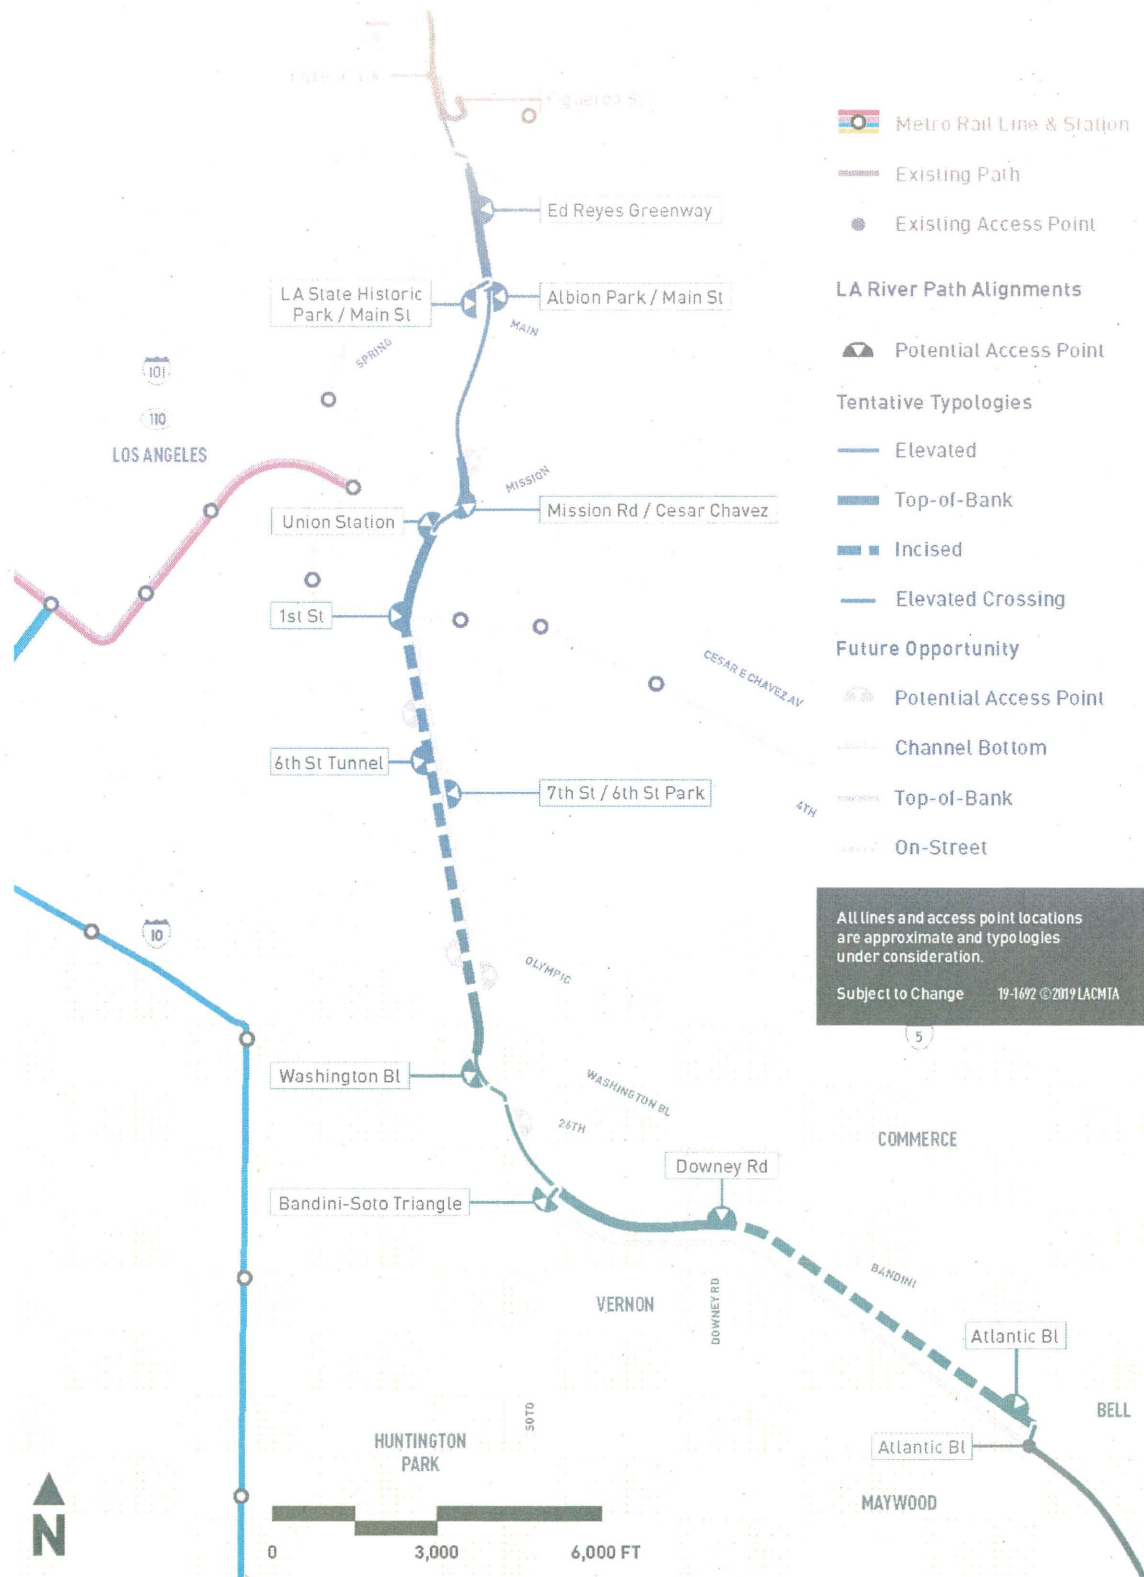 Figueroa St
Ed Reyes Greenway
LA State Historic
Park / Main St
Albion Park / Main St
MAIN
SPRING
101
110
LOS ANGELES
MISSION
Union Station
Mission Rd / Cesar Chavez
1st St
CESAR E CHAVEZ AV
6th St Tunnel
7th St / 6th St Park
4TH
10
OLYMPIC
Washington Bl
WASHINGTON BL
26TH
5
COMMERCE
Downey Rd
Bandini-Soto Triangle
BANDINI
VERNON
DOWNEY RD
Atlantic Bl
SOTO
BELL
HUNTINGTON
PARK
Atlantic Bl
MAYWOOD
N
0 3,000 6,000 FT
Metro Rail Line & Station
Existing Path
Existing Access Point
LA River Path Alignments
Potential Access Point
Tentative Typologies
Elevated
Top-of-Bank
Incised
Elevated Crossing
Future Opportunity
Potential Access Point
Channel Bottom
Top-of-Bank
On-Street
All lines and access point locations
are approximate and typologies
under consideration.
Subject to Change 19-1692 ©2019 LACMTA